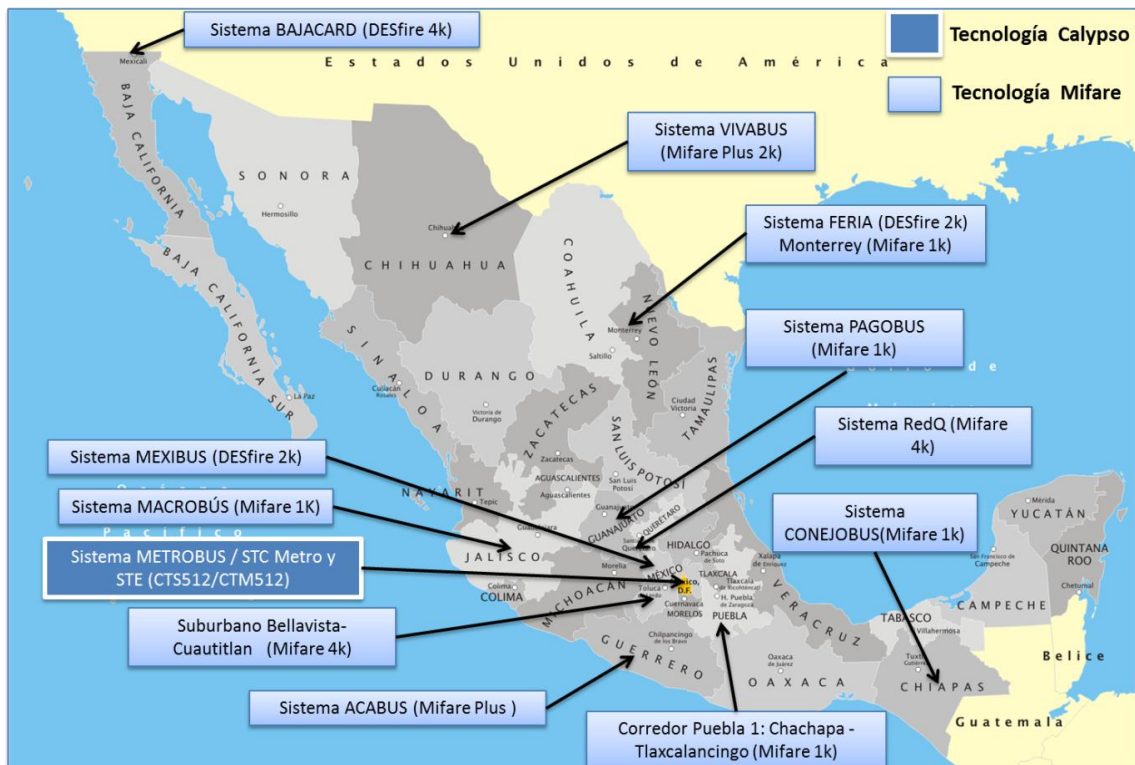 Sistema BAJACARD (DESfire 4k)
Tecnología Calypso
Tecnología Mifare
Estados Unidos de América
Mexicali
BAJA CALIFORNIA
SONORA
Hermosillo
Sistema VIVABUS
(Mifare Plus 2k)
Chihuahua
CHIHUAHUA
Sistema FERIA (DESfire 2k)
Monterrey (Mifare 1k)
COAHUILA
NUEVO LEÓN
Monterrey
Saltillo
BAJA CALIFORNIA SUR
La Paz
SINALOA
Culiacán
Rosales
DURANGO
Victoria de
Durango
Sistema PAGOBUS
(Mifare 1k)
TAMAULIPAS
Ciudad
Victoria
ZACATECAS
Zacatecas
SAN LUIS POTOSÍ
San Luis
Potosí
AGUASCALIENTES
Aguascalientes
Sistema RedQ (Mifare
4k)
Sistema MEXIBUS (DESfire 2k)
NAYARIT
Tepic
Sistema MACROBÚS (Mifare 1K)
Pacífico
JALISCO
GUANAJUATO
QUERÉTARO
HIDALGO
Pachuca
de Soto
Sistema METROBUS / STC Metro y
STE (CTS512/CTM512)
Colima
COLIMA
Morelia
MICHOACÁN
MÉXICO
Toluca
D.F.
Cuernavaca
MORELOS
TLAXCALA
Tlaxcala
H. Puebla
de Zaragoza
PUEBLA
Xalapa
VERACRUZ
Sistema
CONEJOBUS(Mifare 1k)
Mérida
YUCATÁN
QUINTANA
ROO
Chetumal
San Francisco de
Campeche
CAMPECHE
TABASCO
Villahermosa
Suburbano Bellavista-
Cuautitlan (Mifare 4k)
Chilpancingo
de los Bravo
GUERRERO
Oaxaca
de Juárez
OAXACA
CHIAPAS
Belice
Guatemala
Sistema ACABUS (Mifare Plus )
Corredor Puebla 1: Chachapa -
Tlaxcalancingo (Mifare 1k)